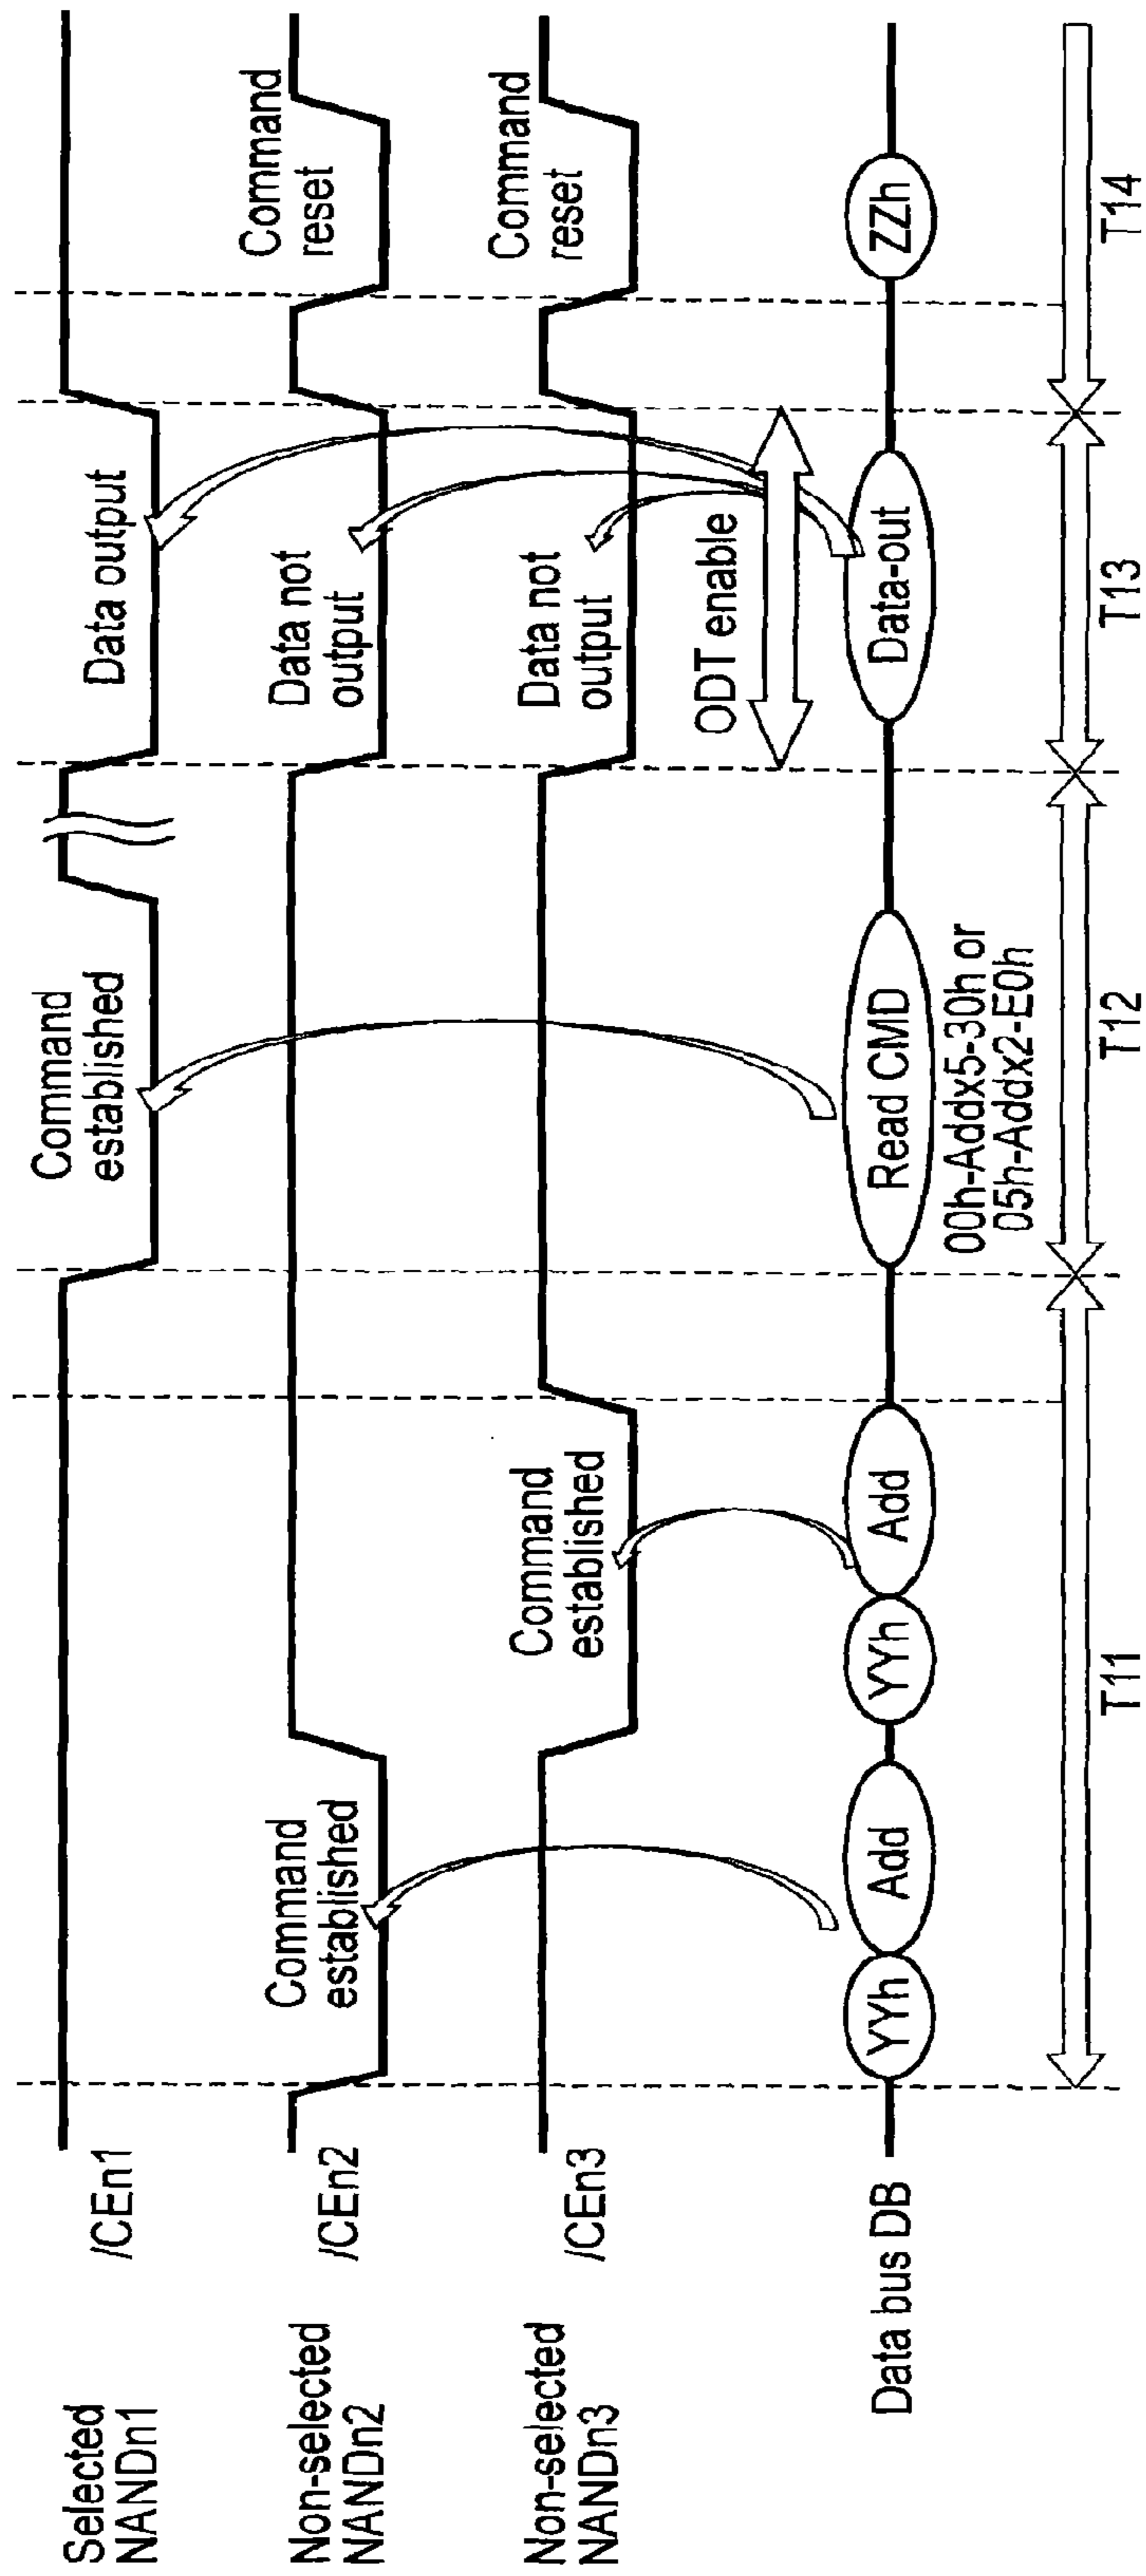 Selected
NANDn1
/CEn1
Command
established
Data output
Non-selected
NANDn2
/CEn2
Command
established
Data not
output
Command
reset
Non-selected
NANDn3
/CEn3
Command
established
Data not
output
Command
reset
ODT enable
Data bus DB
YYh
Add
YYh
Add
Read CMD
00h-Addx5-30h or
05h-Addx2-E0h
Data-out
ZZh
T11
T12
T13
T14